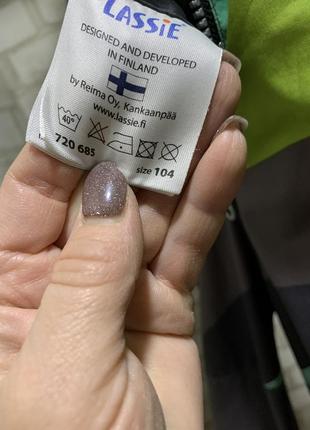 LASSIE
DESIGNED AND DEVELOPED
IN FINLAND
by Reima Oy, Kankaanpää
www.lassie.fi
40°
720 685
size 104